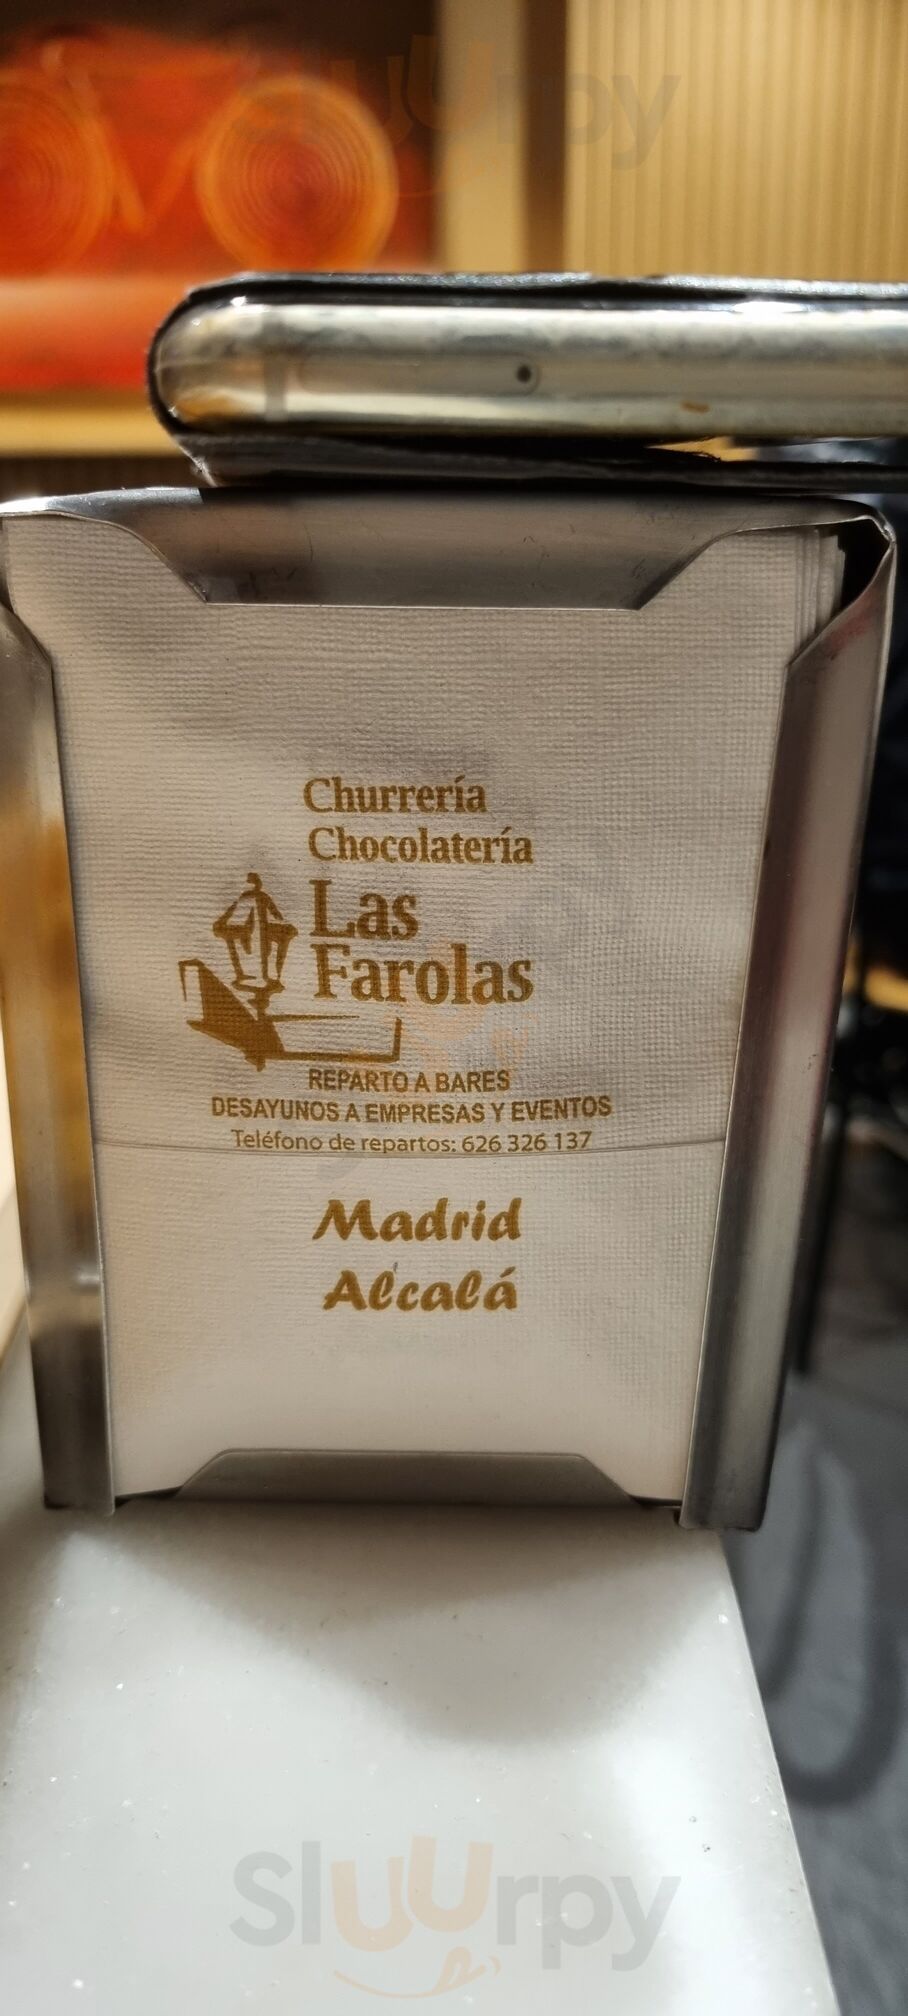 Sluurpy
Churrería
Chocolatería
Las
Farolas
REPARTO A BARES
DESAYUNOS A EMPRESAS Y EVENTOS
Teléfono de repartos: 626 326 137
Madrid
Alcalá
Sluurpy